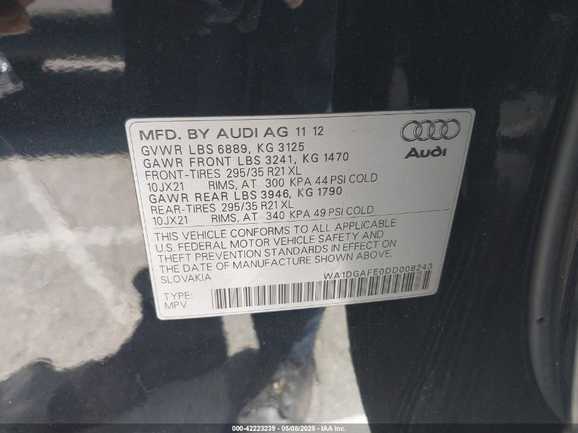 MFD. BY AUDI AG 11 12
GVWR LBS 6889, KG 3125
GAWR FRONT LBS 3241, KG 1470
FRONT-TIRES 295/35 R21 XL
10JX21 RIMS, AT 300 KPA 44 PSI COLD
GAWR REAR LBS 3946, KG 1790
REAR-TIRES 295/35 R21 XL
10JX21 RIMS, AT 340 KPA 49 PSI COLD
THIS VEHICLE CONFORMS TO ALL APPLICABLE
U.S. FEDERAL MOTOR VEHICLE SAFETY AND
THEFT PREVENTION STANDARDS IN EFFECT ON
THE DATE OF MANUFACTURE SHOWN ABOVE.
SLOVAKIA
WA1DGAFE0DD008243
TYPE:
MPV
Audi
000-42223239 - 05/08/2025 - IAA Inc.